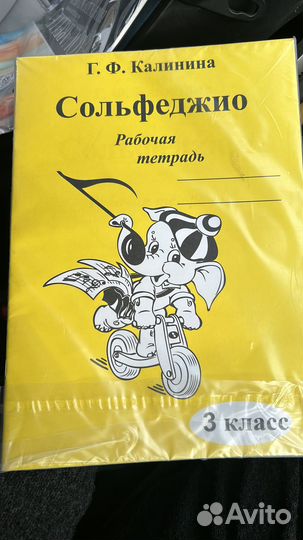 Г. Ф. Калинина
Сольфеджио
Рабочая
тетрадь
3 класс
Avito